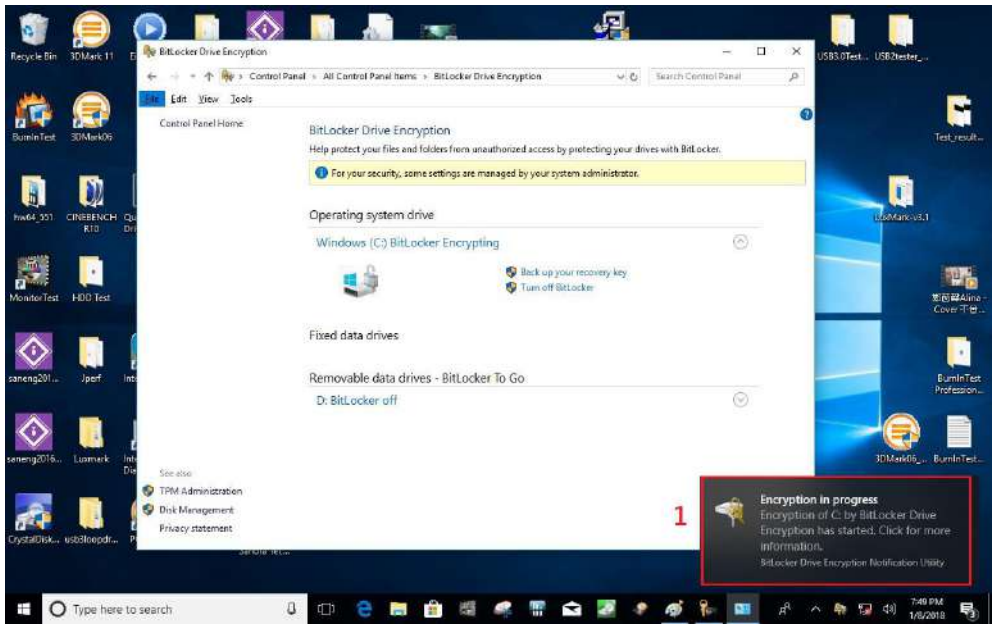 BitLocker Drive Encryption
Control Panel > All Control Panel Items > BitLocker Drive Encryption
Search Control Panel
File Edit View Tools
Control Panel Home
BitLocker Drive Encryption
Help protect your files and folders from unauthorized access by protecting your drives with BitLocker.
For your security, some settings are managed by your system administrator.
Operating system drive
Windows (C:) BitLocker Encrypting
Back up your recovery key
Turn off BitLocker
Fixed data drives
Removable data drives - BitLocker To Go
D: BitLocker off
See also
TPM Administration
Disk Management
Privacy statement
Recycle Bin
3DMark 11
USB3.0Test...
USB2tester_...
BurnInTest
3DMark06
Test_result...
hw64_551
CINEBENCH
R10
LuxMark-v3.1
MonitorTest
HDD Test
Cover
saneng201...
Jperf
BurnInTest
Profession...
saneng2016...
Luxmark
3DMark06_...
BurnInTest...
CrystalDisk...
usb3loopdr...
1
Encryption in progress
Encryption of C: by BitLocker Drive
Encryption has started. Click for more
information.
BitLocker Drive Encryption Notification Utility
Type here to search
7:49 PM
1/8/2018